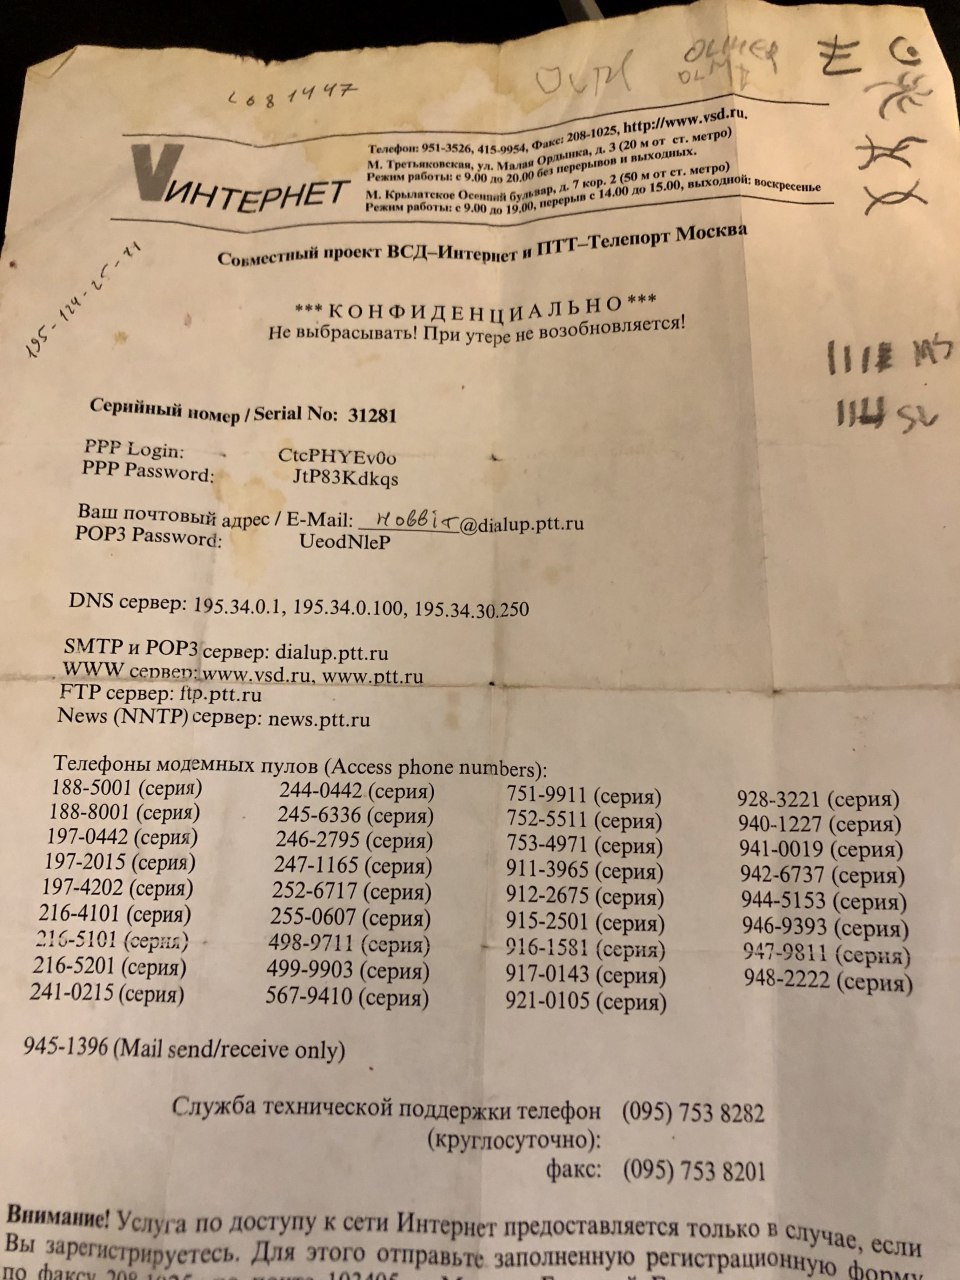 2081447
OLMER
OLMA
Телефон: 951-3526, 415-9954, Факс: 208-1025, http://www.vsd.ru.
М. Третьяковская, ул. Малая Ордынка, д. 3 (20 м от ст. метро)
Режим работы: с 9.00 до 20.00 без перерывов и выходных.
М. Крылатское Осенний бульвар, д. 7 кор. 2 (50 м от ст. метро)
Режим работы: с 9.00 до 19.00, перерыв с 14.00 до 15.00, выходной: воскресенье
VИНТЕРНЕТ
Совместный проект ВСД–Интернет и ПТТ–Телепорт Москва
195-124-25-71
*** К О Н Ф И Д Е Н Ц И А Л Ь Н О ***
Не выбрасывать! При утере не возобновляется!
Серийный номер / Serial No: 31281
PPP Login: CtcPHYEv0o
PPP Password: JtP83Kdkqs
Ваш почтовый адрес / E-Mail: Hobbit@dialup.ptt.ru
POP3 Password: UeodNleP
DNS сервер: 195.34.0.1, 195.34.0.100, 195.34.30.250
SMTP и POP3 сервер: dialup.ptt.ru
WWW сервер: www.vsd.ru, www.ptt.ru
FTP сервер: ftp.ptt.ru
News (NNTP) сервер: news.ptt.ru
Телефоны модемных пулов (Access phone numbers):
188-5001 (серия) 244-0442 (серия) 751-9911 (серия) 928-3221 (серия)
188-8001 (серия) 245-6336 (серия) 752-5511 (серия) 940-1227 (серия)
197-0442 (серия) 246-2795 (серия) 753-4971 (серия) 941-0019 (серия)
197-2015 (серия) 247-1165 (серия) 911-3965 (серия) 942-6737 (серия)
197-4202 (серия) 252-6717 (серия) 912-2675 (серия) 944-5153 (серия)
216-4101 (серия) 255-0607 (серия) 915-2501 (серия) 946-9393 (серия)
216-5101 (серия) 498-9711 (серия) 916-1581 (серия) 947-9811 (серия)
216-5201 (серия) 499-9903 (серия) 917-0143 (серия) 948-2222 (серия)
241-0215 (серия) 567-9410 (серия) 921-0105 (серия)
945-1396 (Mail send/receive only)
Служба технической поддержки телефон (095) 753 8282
(круглосуточно):
факс: (095) 753 8201
Внимание! Услуга по доступу к сети Интернет предоставляется только в случае, если
Вы зарегистрируетесь. Для этого отправьте заполненную регистрационную форму
по факсу 208-1025